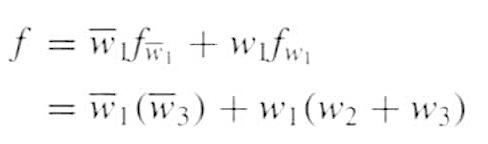 f = w̅₁f_w̅₁ + w₁f_w₁
= w̅₁(w̅₃) + w₁(w₂ + w₃)